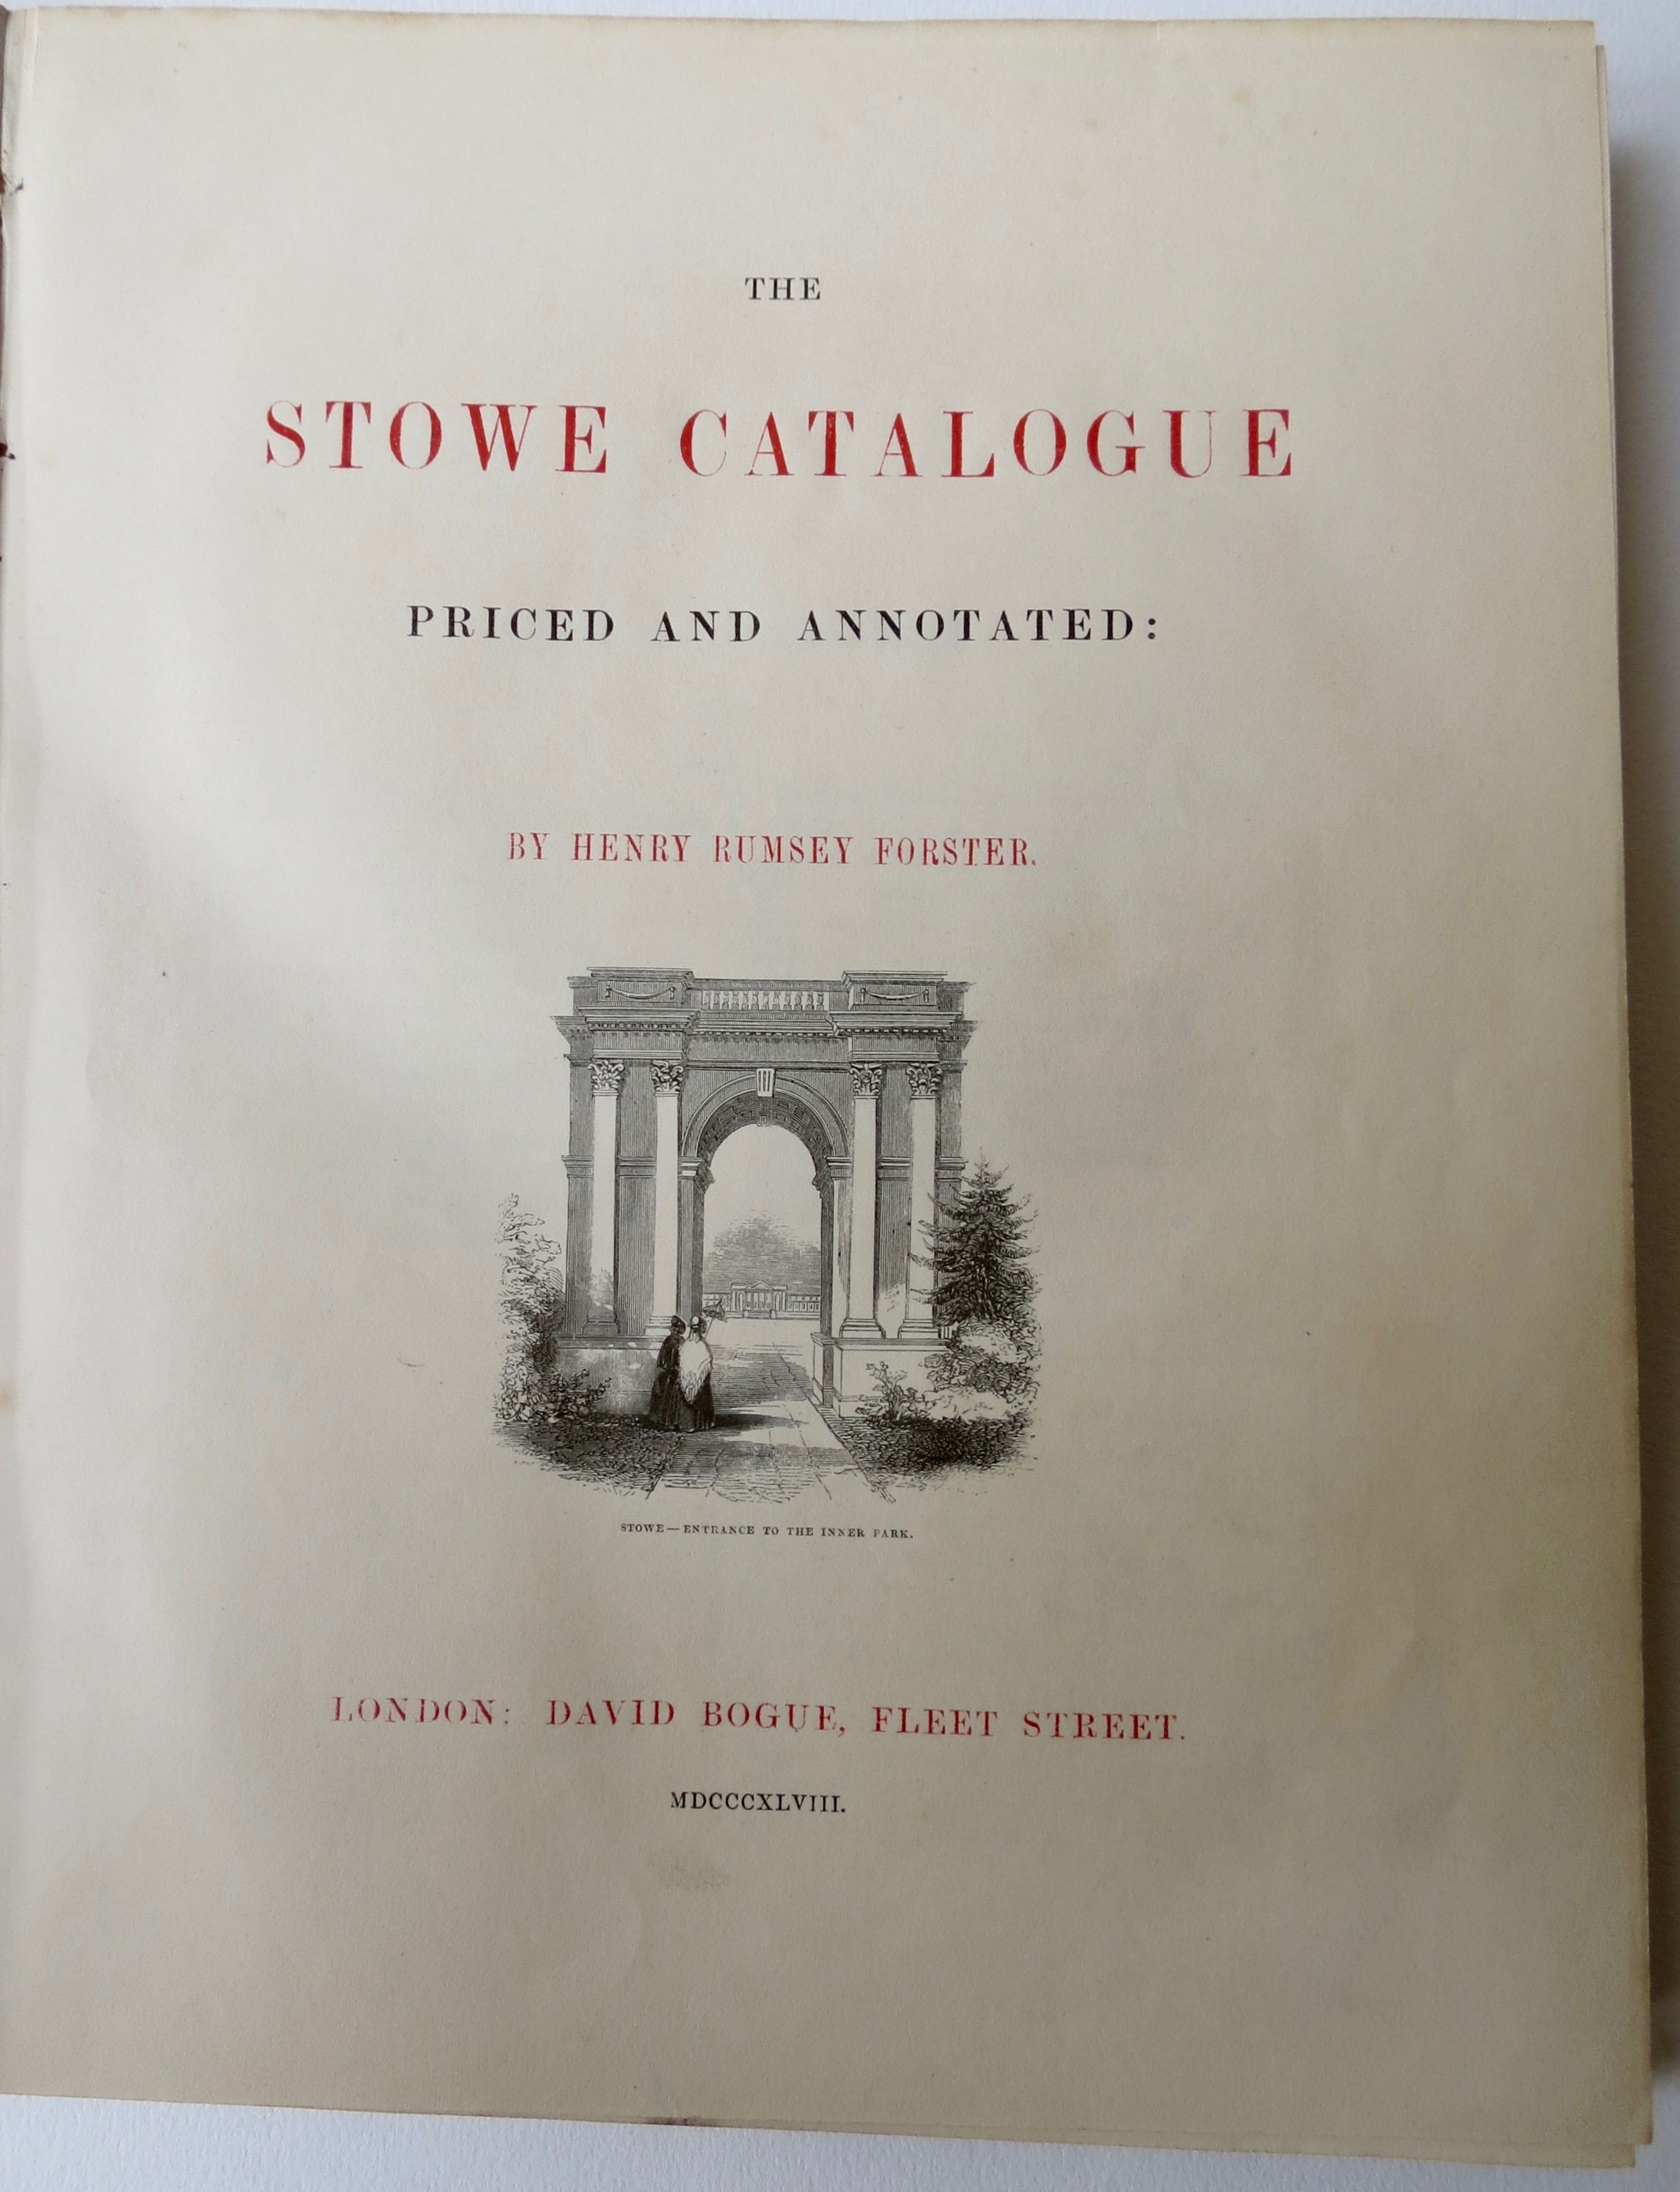 THE
STOWE CATALOGUE
PRICED AND ANNOTATED:
BY HENRY RUMSEY FORSTER.
STOWE—ENTRANCE TO THE INNER PARK.
LONDON: DAVID BOGUE, FLEET STREET.
MDCCCXLVIII.